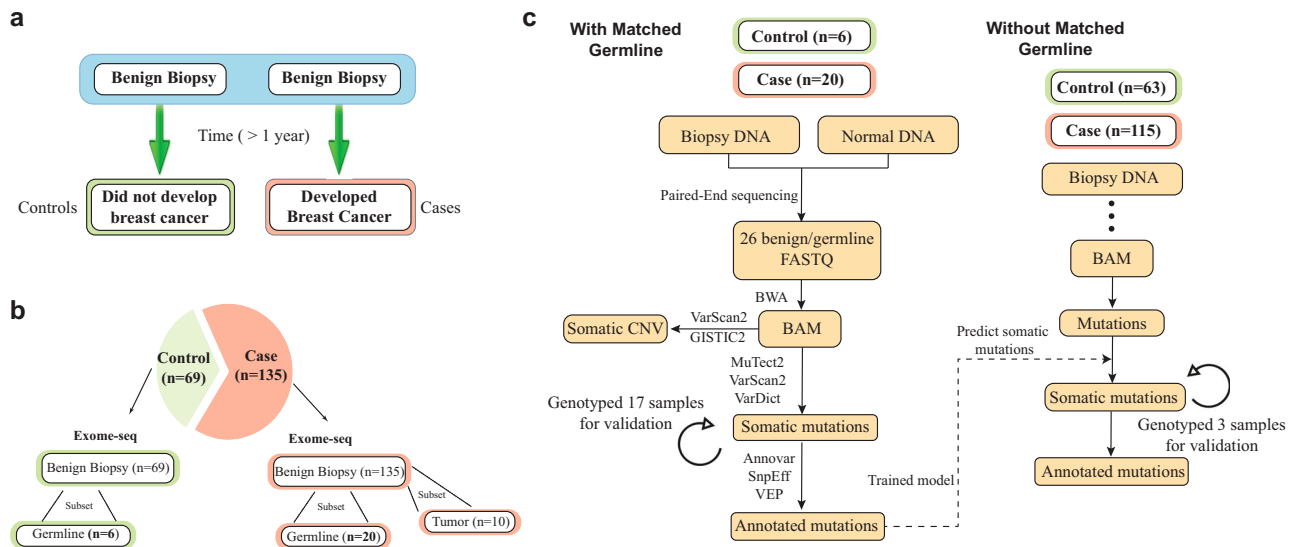 a
Benign Biopsy
Benign Biopsy
Time ( > 1 year)
Controls
Did not develop
breast cancer
Developed
Breast Cancer
Cases
b
Control
(n=69)
Case
(n=135)
Exome-seq
Benign Biopsy (n=69)
Subset
Germline (n=6)
Exome-seq
Benign Biopsy (n=135)
Subset
Subset
Germline (n=20)
Tumor (n=10)
c
With Matched
Germline
Control (n=6)
Case (n=20)
Biopsy DNA
Normal DNA
Paired-End sequencing
26 benign/germline
FASTQ
BWA
Somatic CNV
VarScan2
GISTIC2
BAM
MuTect2
VarScan2
VarDict
Genotyped 17 samples
for validation
Somatic mutations
Annovar
SnpEff
VEP
Annotated mutations
Trained model
Without Matched
Germline
Control (n=63)
Case (n=115)
Biopsy DNA
BAM
Mutations
Predict somatic
mutations
Somatic mutations
Genotyped 3 samples
for validation
Annotated mutations